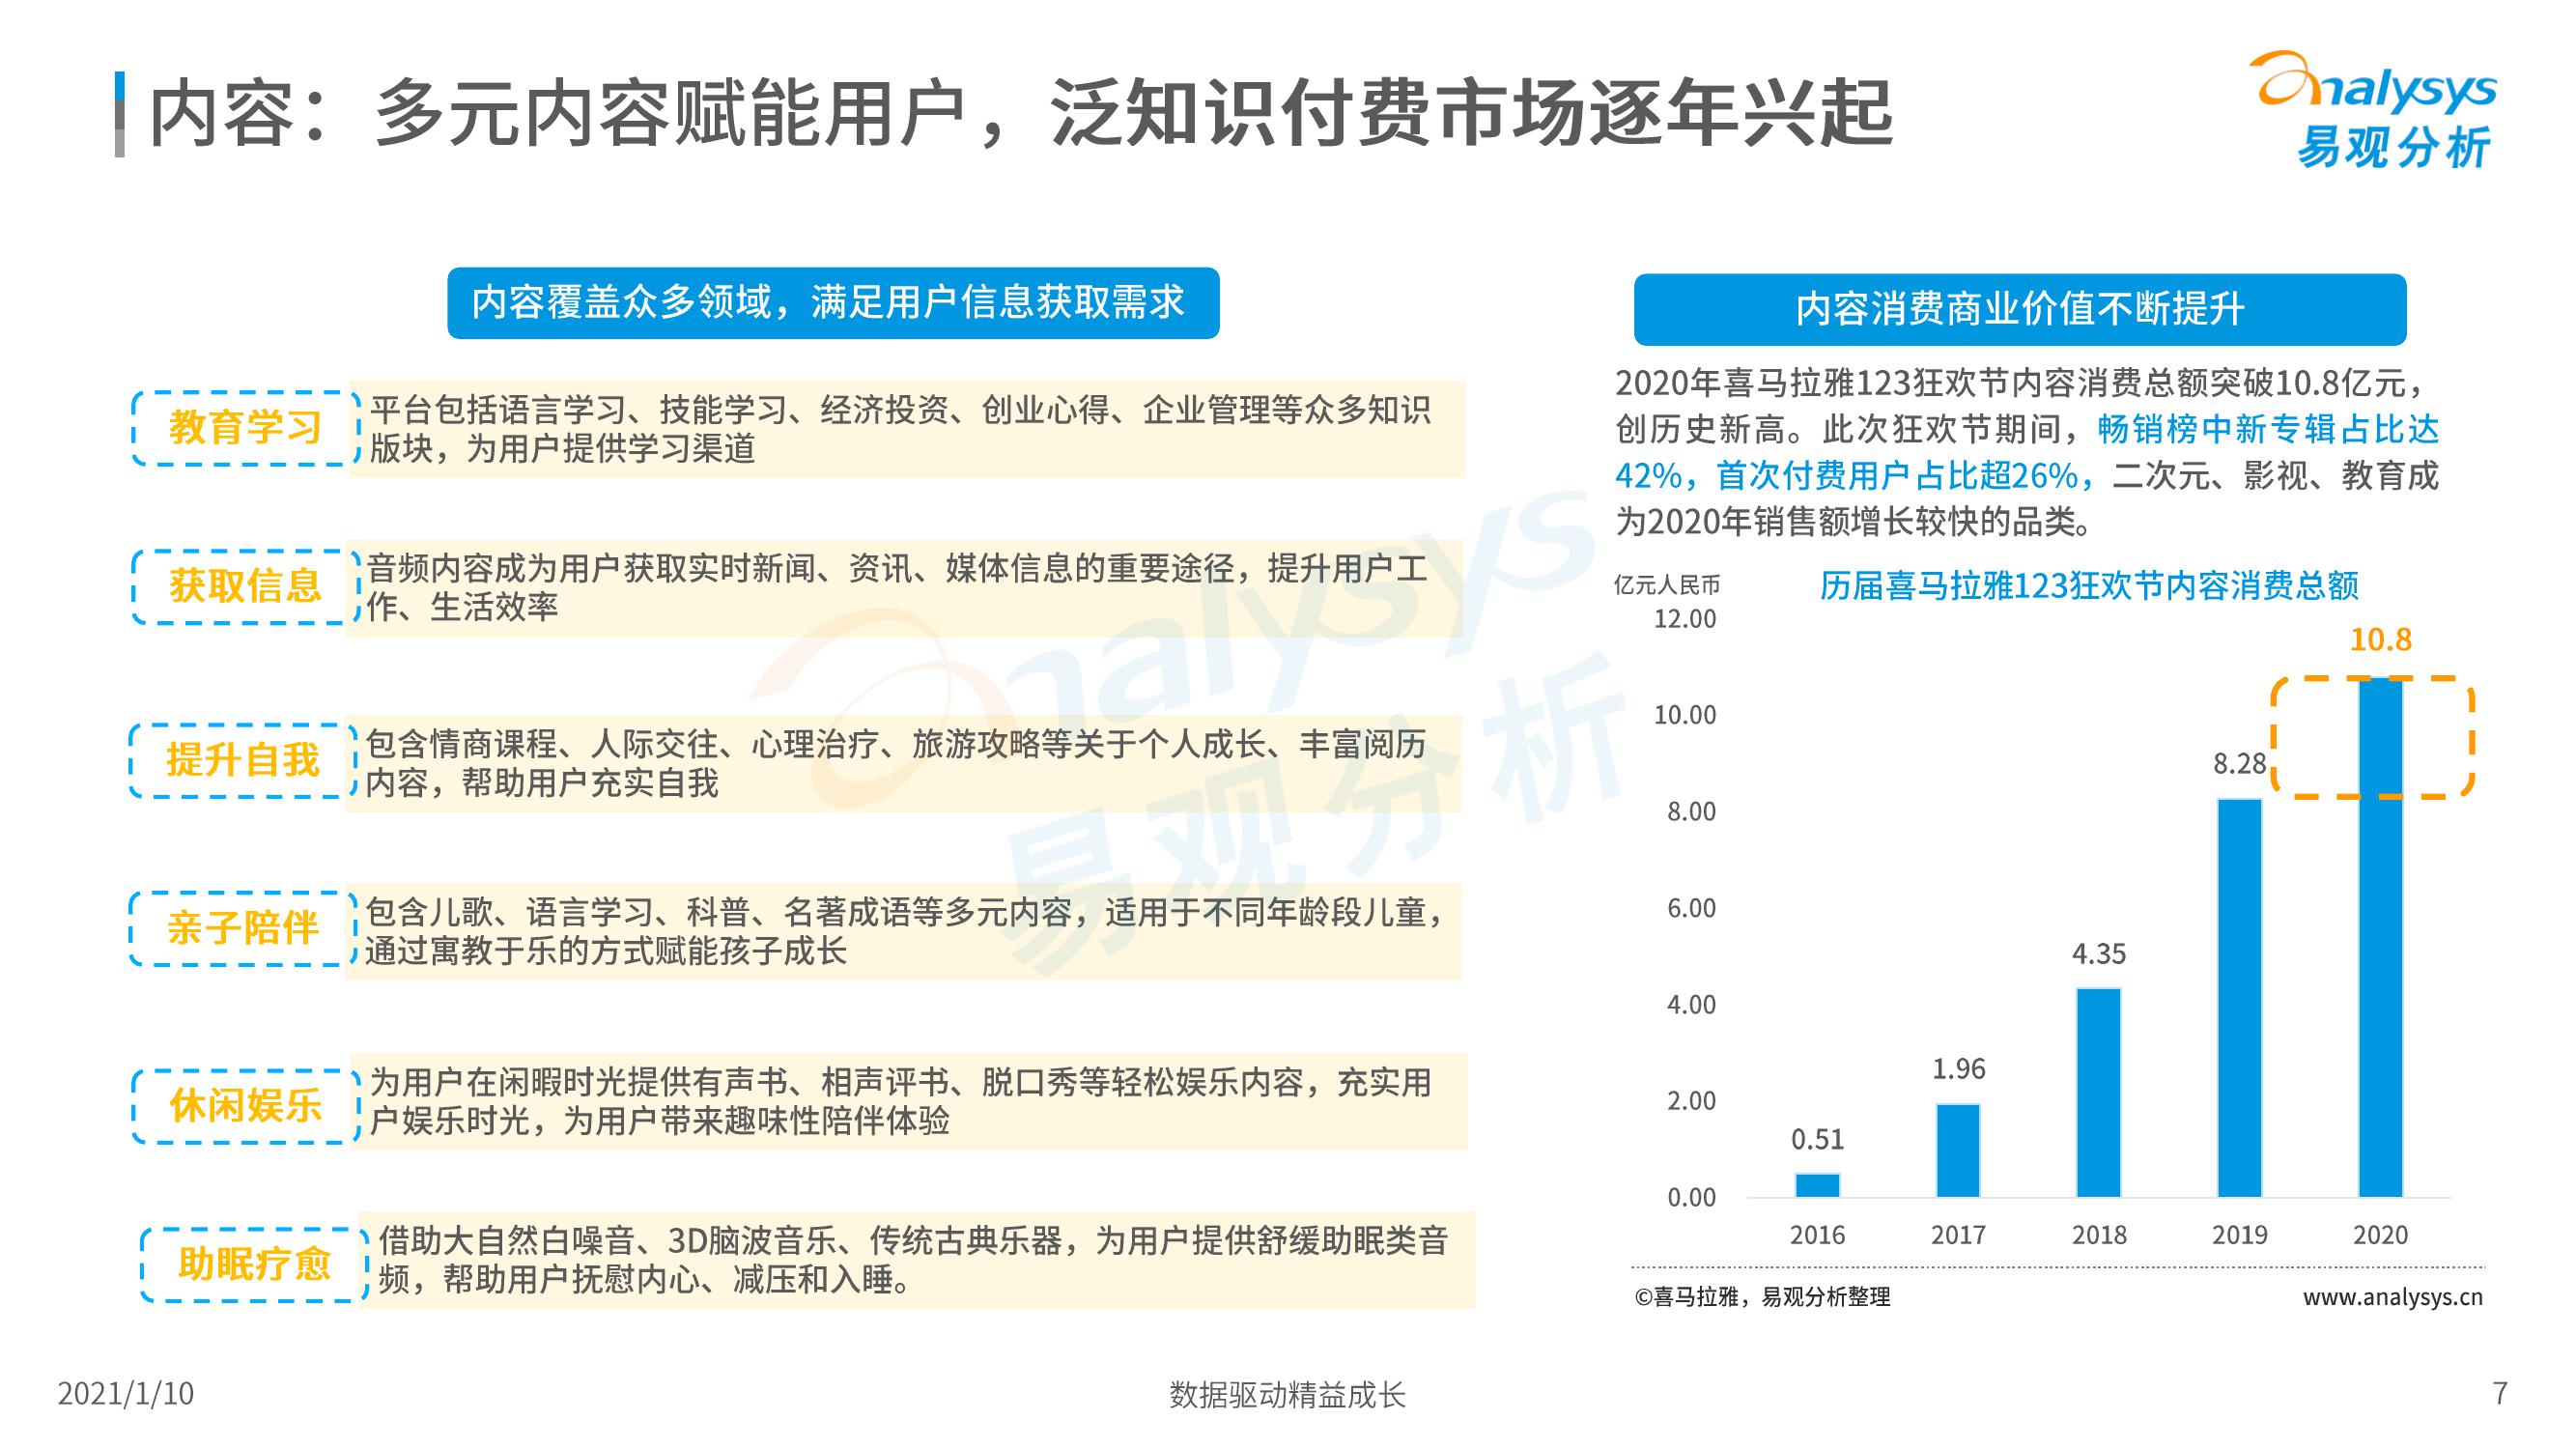 内容：多元内容赋能用户，泛知识付费市场逐年兴起
analysys
易观分析
内容覆盖众多领域，满足用户信息获取需求
教育学习
平台包括语言学习、技能学习、经济投资、创业心得、企业管理等众多知识
版块，为用户提供学习渠道
获取信息
音频内容成为用户获取实时新闻、资讯、媒体信息的重要途径，提升用户工
作、生活效率
提升自我
包含情商课程、人际交往、心理治疗、旅游攻略等关于个人成长、丰富阅历
内容，帮助用户充实自我
亲子陪伴
包含儿歌、语言学习、科普、名著成语等多元内容，适用于不同年龄段儿童，
通过寓教于乐的方式赋能孩子成长
休闲娱乐
为用户在闲暇时光提供有声书、相声评书、脱口秀等轻松娱乐内容，充实用
户娱乐时光，为用户带来趣味性陪伴体验
助眠疗愈
借助大自然白噪音、3D脑波音乐、传统古典乐器，为用户提供舒缓助眠类音
频，帮助用户抚慰内心、减压和入睡。
analysys
易观分析
内容消费商业价值不断提升
2020年喜马拉雅123狂欢节内容消费总额突破10.8亿元，
创历史新高。此次狂欢节期间，畅销榜中新专辑占比达
42%，首次付费用户占比超26%，二次元、影视、教育成
为2020年销售额增长较快的品类。
亿元人民币
历届喜马拉雅123狂欢节内容消费总额
12.00
10.00
8.00
6.00
4.00
2.00
0.00
0.51
1.96
4.35
8.28
10.8
2016 2017 2018 2019 2020
©喜马拉雅，易观分析整理
www.analysys.cn
2021/1/10
数据驱动精益成长
7